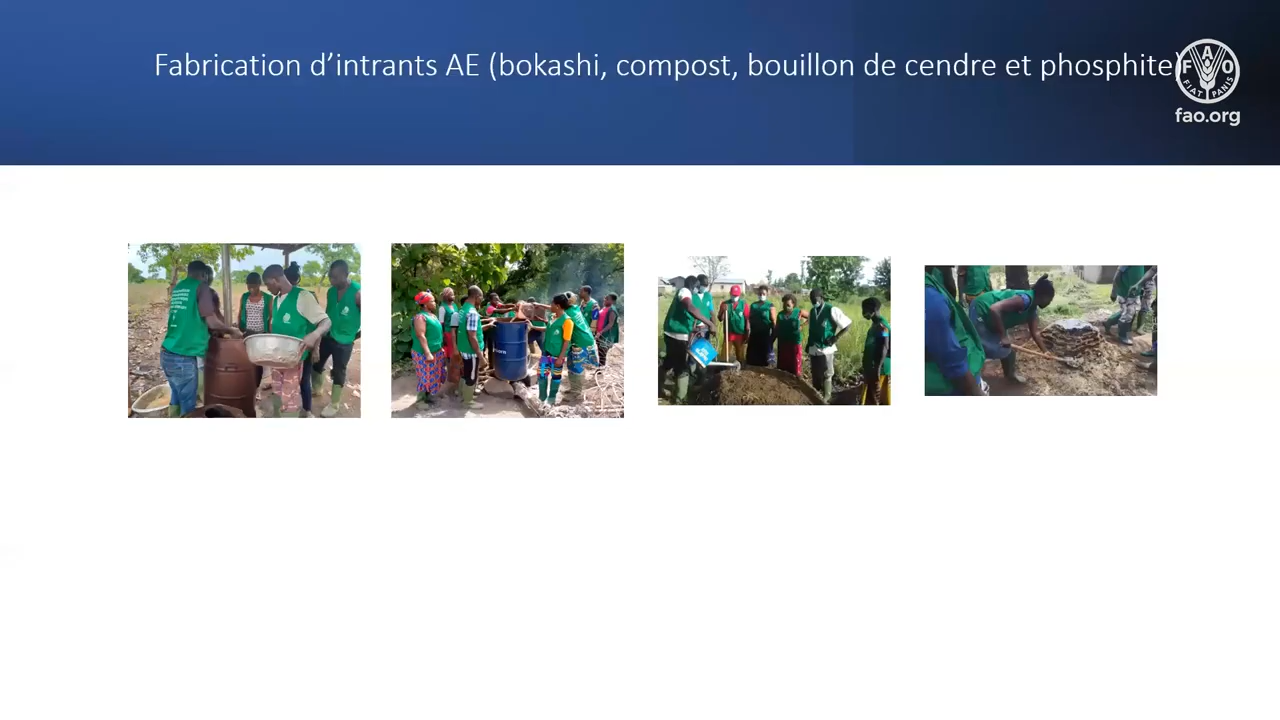 Fabrication d’intrants AE (bokashi, compost, bouillon de cendre et phosphite)
F A O
FIAT PANIS
fao.org